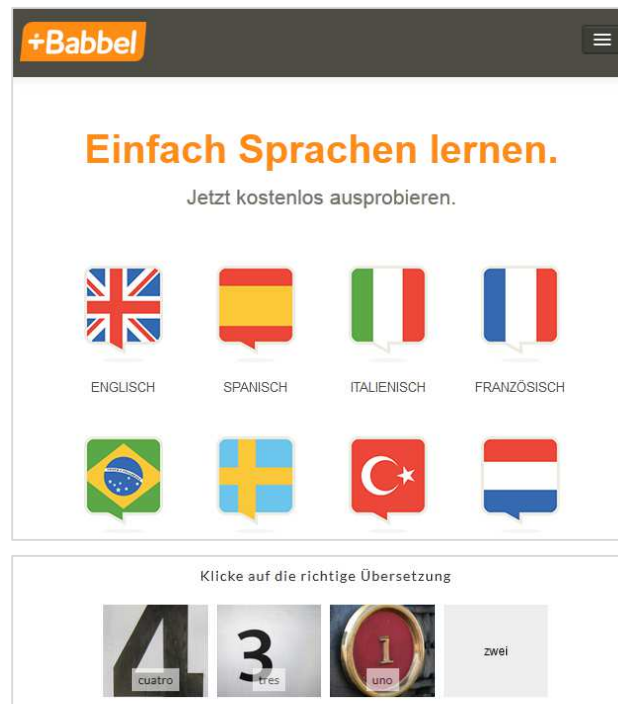 +Babbel
Einfach Sprachen lernen.
Jetzt kostenlos ausprobieren.
ENGLISCH SPANISCH ITALIENISCH FRANZÖSISCH
Klicke auf die richtige Übersetzung
4 3 1
cuatro tres uno zwei